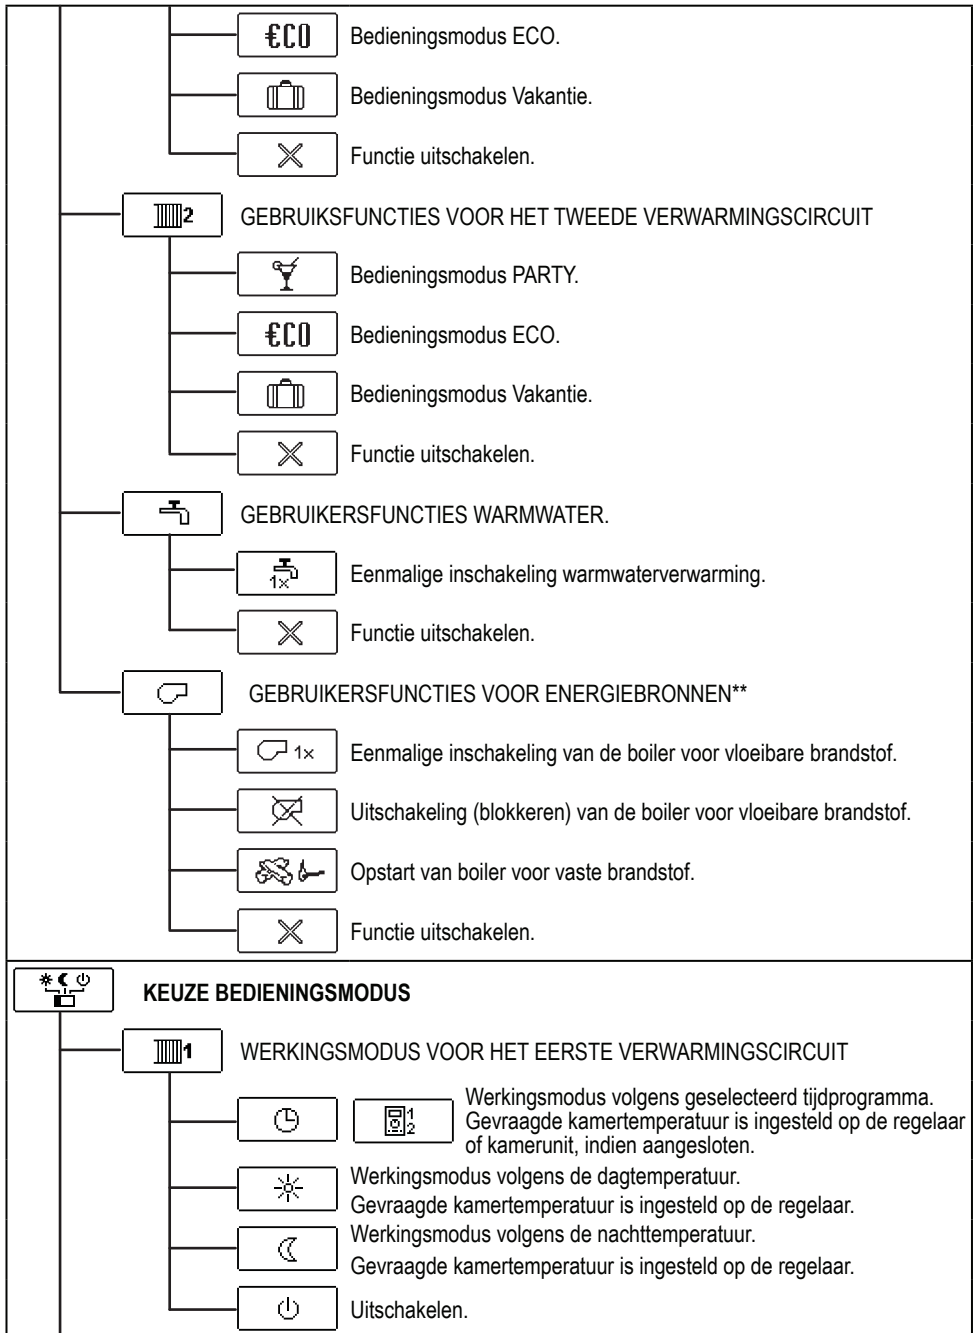 €CO Bedieningsmodus ECO.
Bedieningsmodus Vakantie.
Functie uitschakelen.
2 GEBRUIKSFUNCTIES VOOR HET TWEEDE VERWARMINGSCIRCUIT
Bedieningsmodus PARTY.
€CO Bedieningsmodus ECO.
Bedieningsmodus Vakantie.
Functie uitschakelen.
GEBRUIKERSFUNCTIES WARMWATER.
1x Eenmalige inschakeling warmwaterverwarming.
Functie uitschakelen.
GEBRUIKERSFUNCTIES VOOR ENERGIEBRONNEN**
1x Eenmalige inschakeling van de boiler voor vloeibare brandstof.
Uitschakeling (blokkeren) van de boiler voor vloeibare brandstof.
Opstart van boiler voor vaste brandstof.
Functie uitschakelen.
KEUZE BEDIENINGSMODUS
1 WERKINGSMODUS VOOR HET EERSTE VERWARMINGSCIRCUIT
1
2
Werkingsmodus volgens geselecteerd tijdprogramma.
Gevraagde kamertemperatuur is ingesteld op de regelaar
of kamerunit, indien aangesloten.
Werkingsmodus volgens de dagtemperatuur.
Gevraagde kamertemperatuur is ingesteld op de regelaar.
Werkingsmodus volgens de nachttemperatuur.
Gevraagde kamertemperatuur is ingesteld op de regelaar.
Uitschakelen.